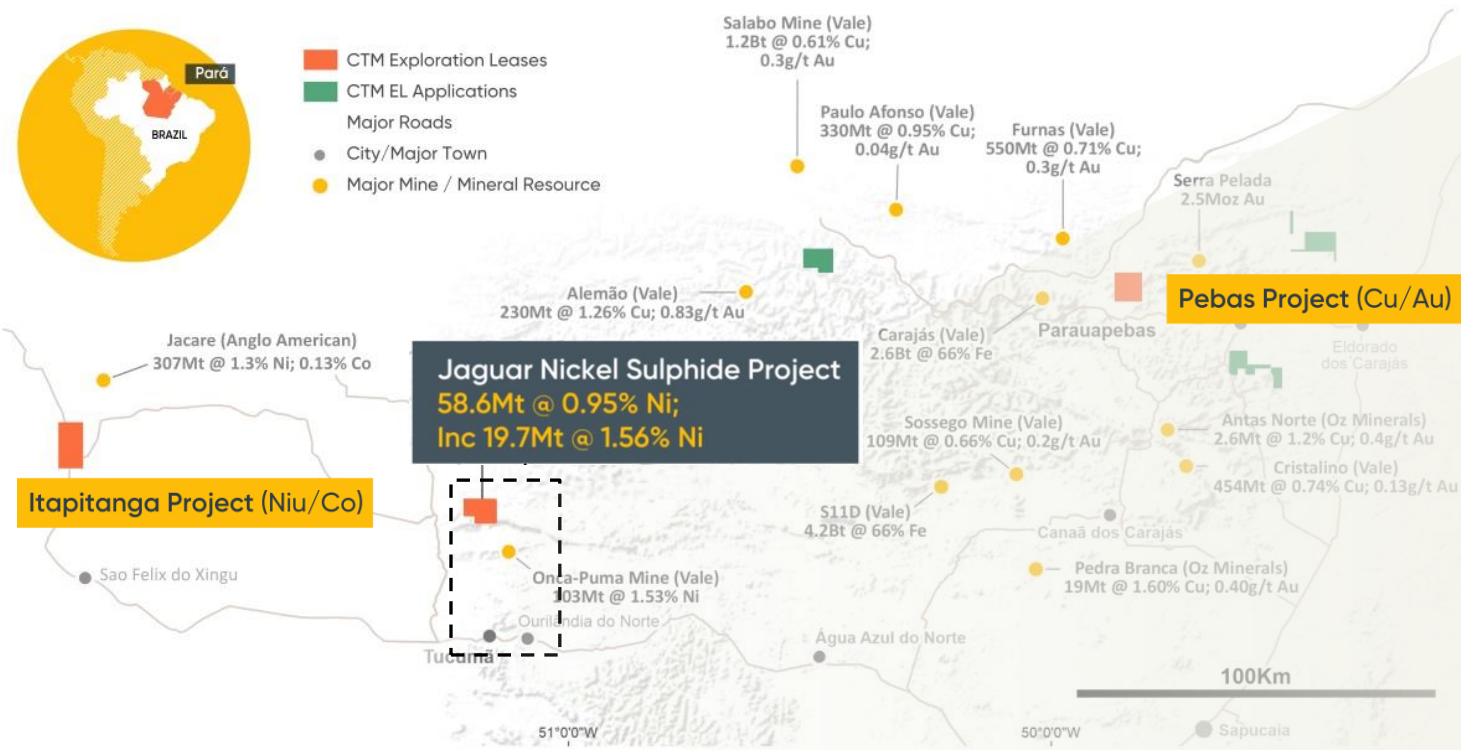 Pará
BRAZIL
CTM Exploration Leases
CTM EL Applications
Major Roads
City/Major Town
Major Mine / Mineral Resource
Salabo Mine (Vale)
1.2Bt @ 0.61% Cu;
0.3g/t Au
Paulo Afonso (Vale)
330Mt @ 0.95% Cu;
0.04g/t Au
Furnas (Vale)
550Mt @ 0.71% Cu;
0.3g/t Au
Serra Pelada
2.5Moz Au
Pebas Project (Cu/Au)
Alemão (Vale)
230Mt @ 1.26% Cu; 0.83g/t Au
Carajás (Vale)
2.6Bt @ 66% Fe
Parauapebas
Eldorado
dos Carajás
Jacare (Anglo American)
307Mt @ 1.3% Ni; 0.13% Co
Jaguar Nickel Sulphide Project
58.6Mt @ 0.95% Ni;
Inc 19.7Mt @ 1.56% Ni
Sossego Mine (Vale)
109Mt @ 0.66% Cu; 0.2g/t Au
Antas Norte (Oz Minerals)
2.6Mt @ 1.2% Cu; 0.4g/t Au
Cristalino (Vale)
454Mt @ 0.74% Cu; 0.13g/t Au
Itapitanga Project (Niu/Co)
S11D (Vale)
4.2Bt @ 66% Fe
Canaã dos Carajás
Sao Felix do Xingu
Onca-Puma Mine (Vale)
103Mt @ 1.53% Ni
Pedra Branca (Oz Minerals)
19Mt @ 1.60% Cu; 0.40g/t Au
Ourilândia do Norte
Tucumã
Água Azul do Norte
100Km
51°0'0"W
50°0'0"W
Sapucaia